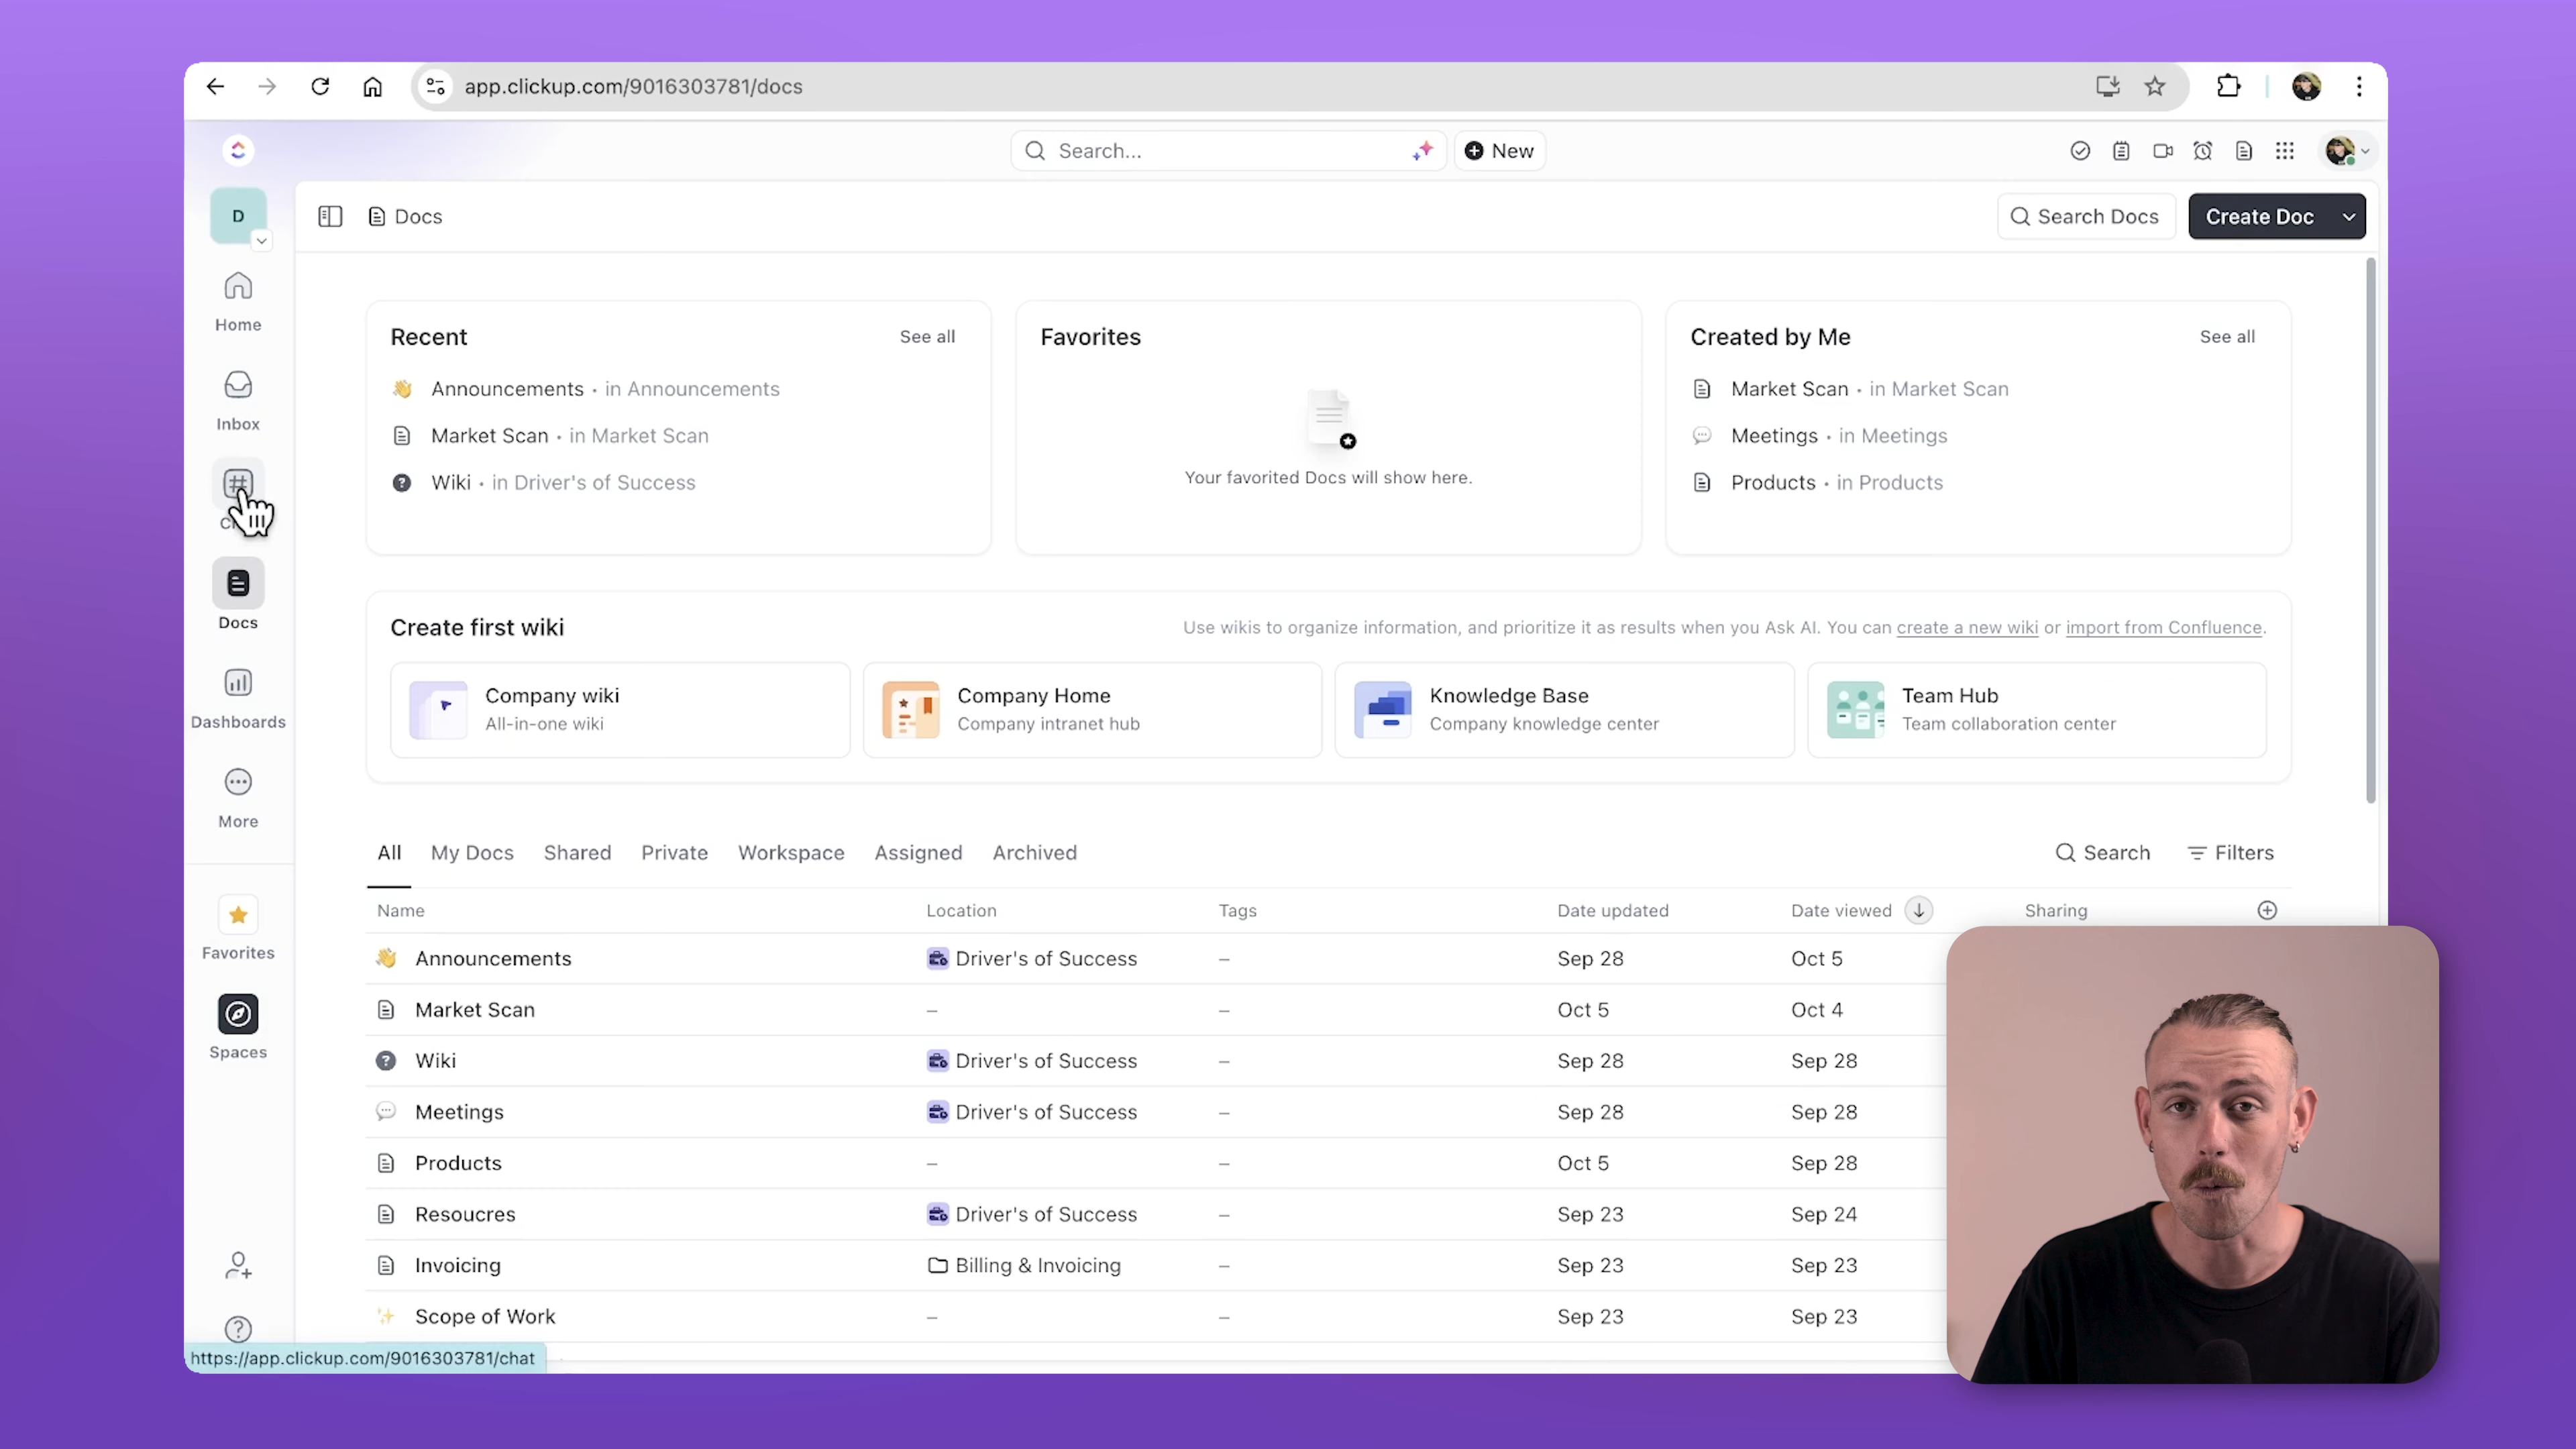 app.clickup.com/9016303781/docs
Search...
New
D
Docs
Search Docs
Create Doc
Home
Inbox
Docs
Dashboards
More
Favorites
Spaces
Recent
See all
Announcements • in Announcements
Market Scan • in Market Scan
Wiki • in Driver's of Success
Favorites
Your favorited Docs will show here.
Created by Me
See all
Market Scan • in Market Scan
Meetings • in Meetings
Products • in Products
Create first wiki
Use wikis to organize information, and prioritize it as results when you Ask AI. You can create a new wiki or import from Confluence.
Company wiki
All-in-one wiki
Company Home
Company intranet hub
Knowledge Base
Company knowledge center
Team Hub
Team collaboration center
All My Docs Shared Private Workspace Assigned Archived
Search
Filters
Name Location Tags Date updated Date viewed Sharing
Announcements Driver's of Success – Sep 28 Oct 5
Market Scan – – Oct 5 Oct 4
Wiki Driver's of Success – Sep 28 Sep 28
Meetings Driver's of Success – Sep 28 Sep 28
Products – – Oct 5 Sep 28
Resoucres Driver's of Success – Sep 23 Sep 24
Invoicing Billing & Invoicing – Sep 23 Sep 23
Scope of Work – – Sep 23 Sep 23
https://app.clickup.com/9016303781/chat